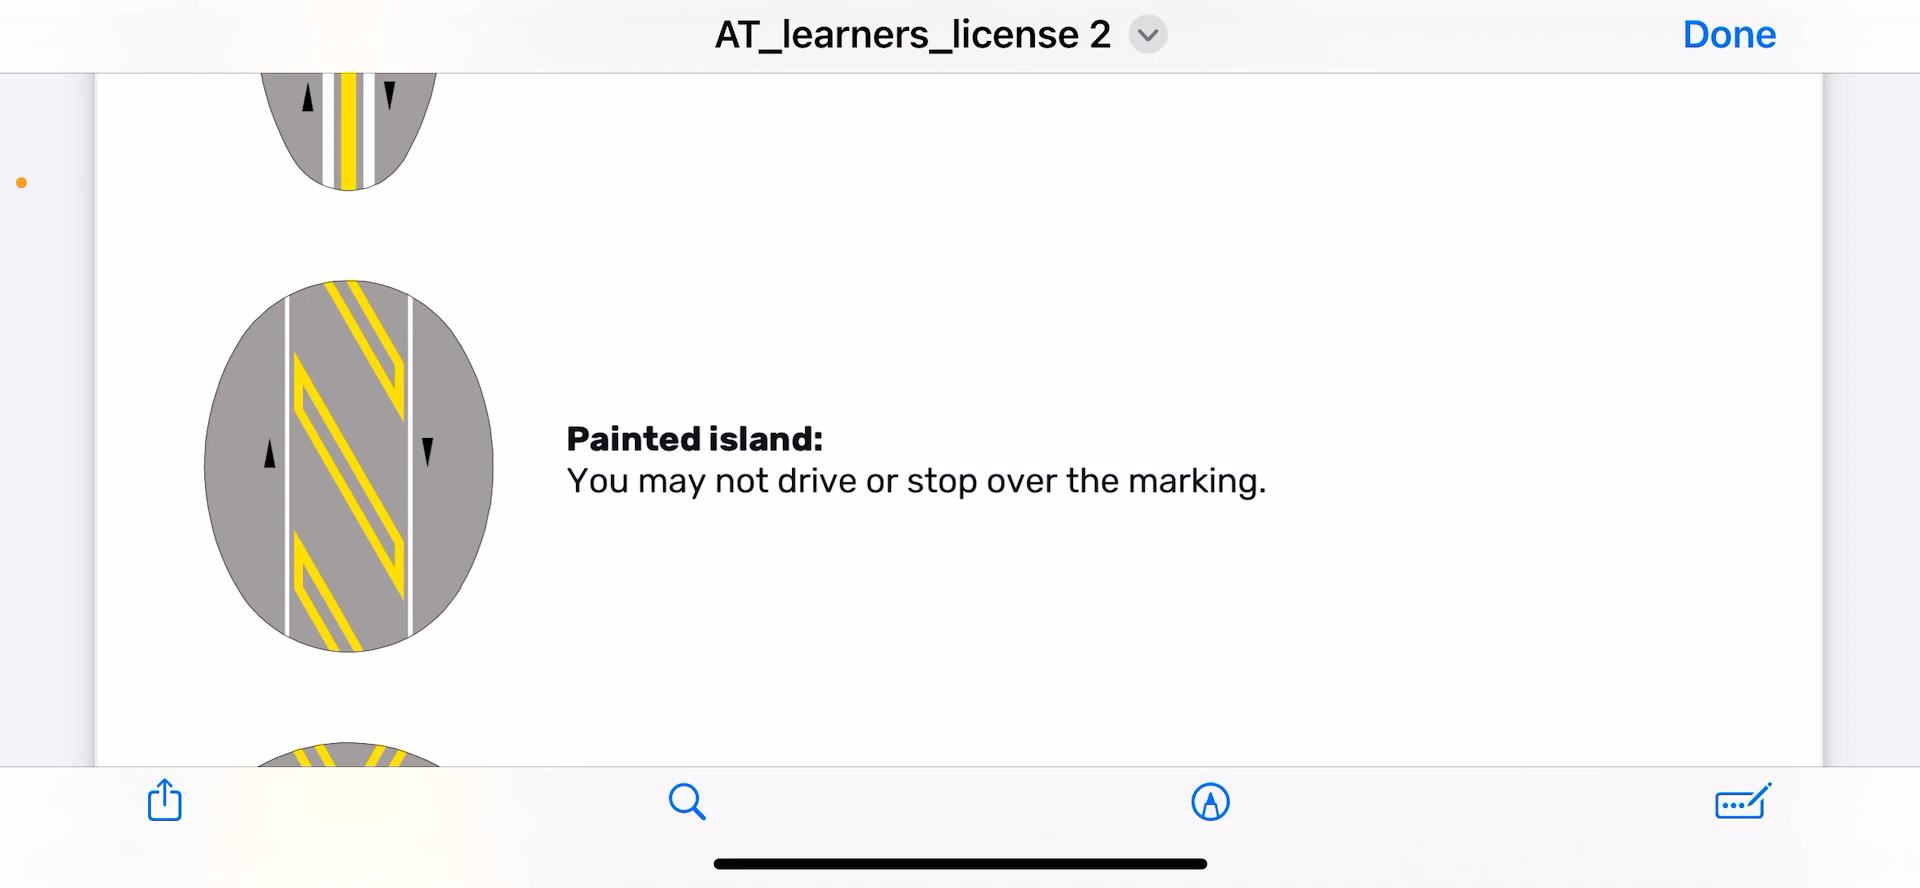 AT_learners_license 2
Done
Painted island:
You may not drive or stop over the marking.